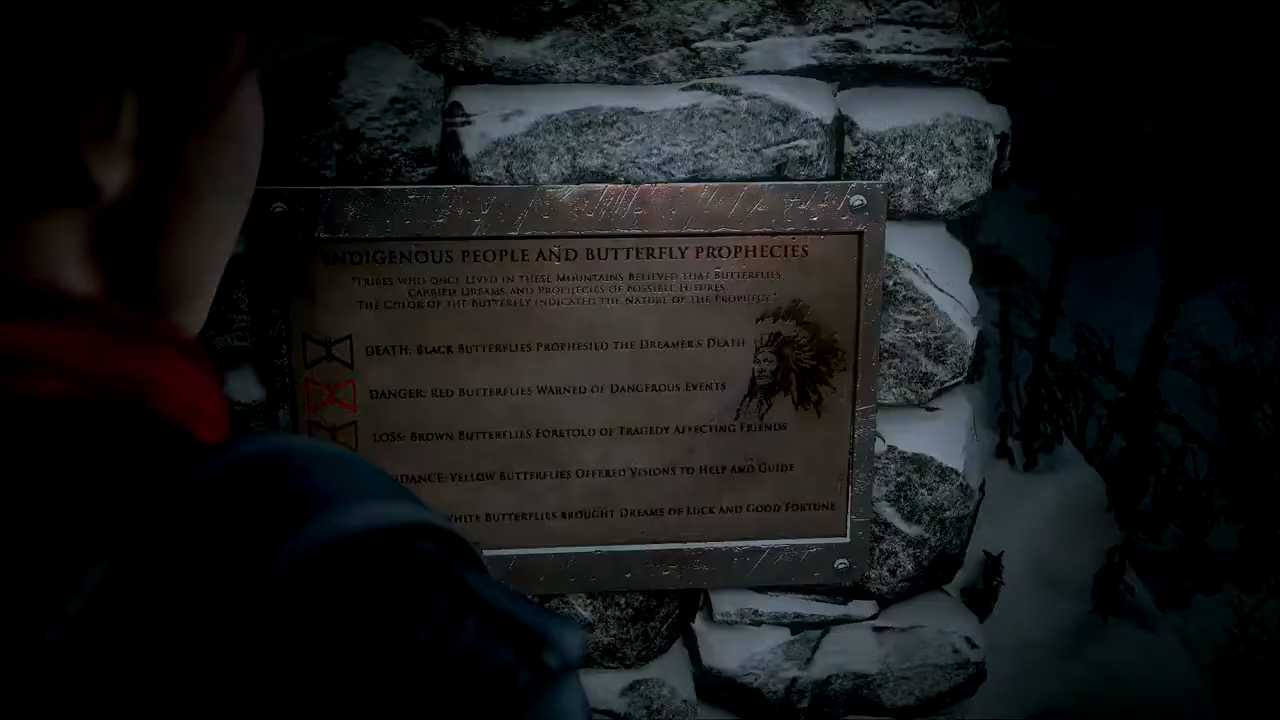 INDIGENOUS PEOPLE AND BUTTERFLY PROPHECIES
"TRIBES WHO ONCE LIVED IN THESE MOUNTAINS BELIEVED THAT BUTTERFLIES
CARRIED DREAMS AND PROPHECIES OF POSSIBLE FUTURES.
THE COLOR OF THE BUTTERFLY INDICATED THE NATURE OF THE PROPHECY."
DEATH: BLACK BUTTERFLIES PROPHESIED THE DREAMER'S DEATH
DANGER: RED BUTTERFLIES WARNED OF DANGEROUS EVENTS
LOSS: BROWN BUTTERFLIES FORETOLD OF TRAGEDY AFFECTING FRIENDS
IDANCE: YELLOW BUTTERFLIES OFFERED VISIONS TO HELP AND GUIDE
WHITE BUTTERFLIES BROUGHT DREAMS OF LUCK AND GOOD FORTUNE